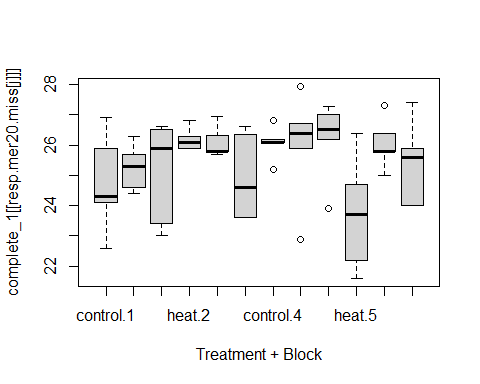 complete_1[[resp.mer20.miss[j]]]
28
26
24
22
control.1 heat.2 control.4 heat.5
Treatment + Block